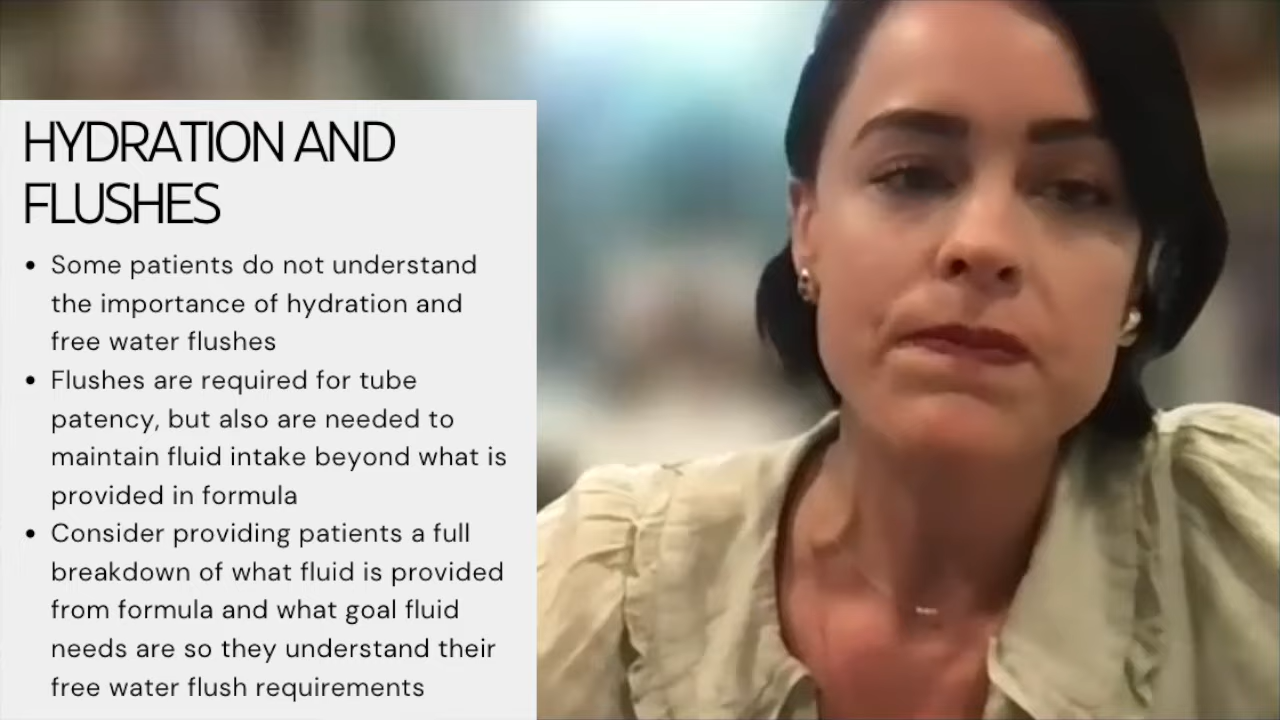 HYDRATION AND
FLUSHES
• Some patients do not understand
the importance of hydration and
free water flushes
• Flushes are required for tube
patency, but also are needed to
maintain fluid intake beyond what is
provided in formula
• Consider providing patients a full
breakdown of what fluid is provided
from formula and what goal fluid
needs are so they understand their
free water flush requirements